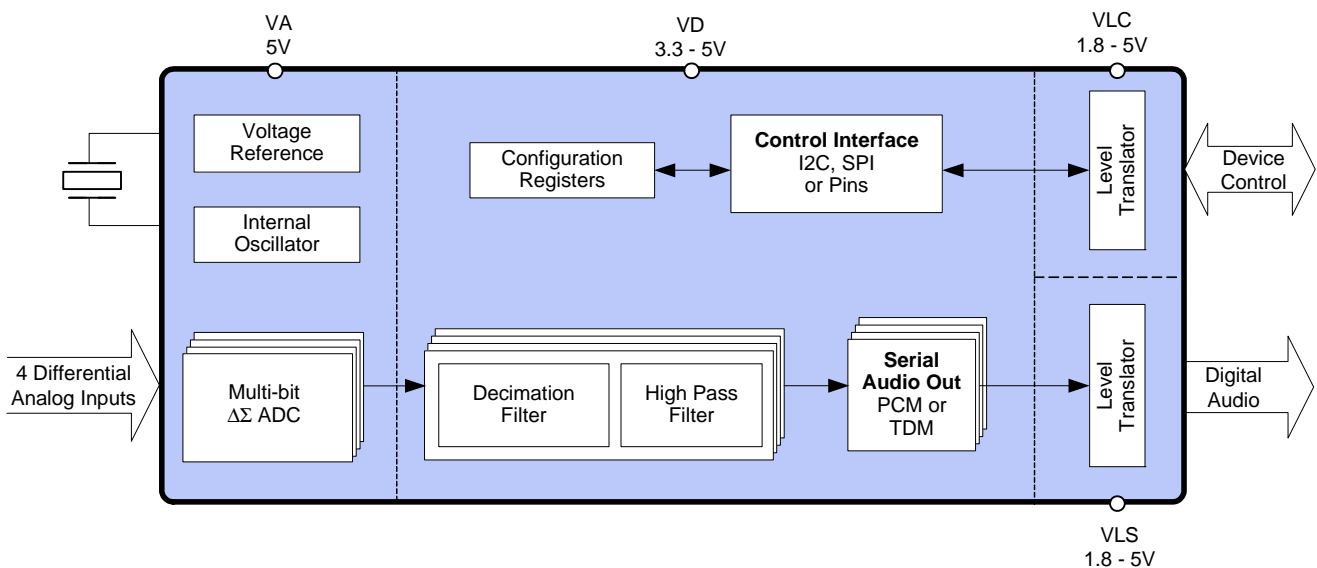 VA
5V
VD
3.3 - 5V
VLC
1.8 - 5V
Voltage
Reference
Internal
Oscillator
Configuration
Registers
Control Interface
I2C, SPI
or Pins
Level
Translator
Device
Control
4 Differential
Analog Inputs
Multi-bit
ΔΣ ADC
Decimation
Filter
High Pass
Filter
Serial
Audio Out
PCM or
TDM
Level
Translator
Digital
Audio
VLS
1.8 - 5V